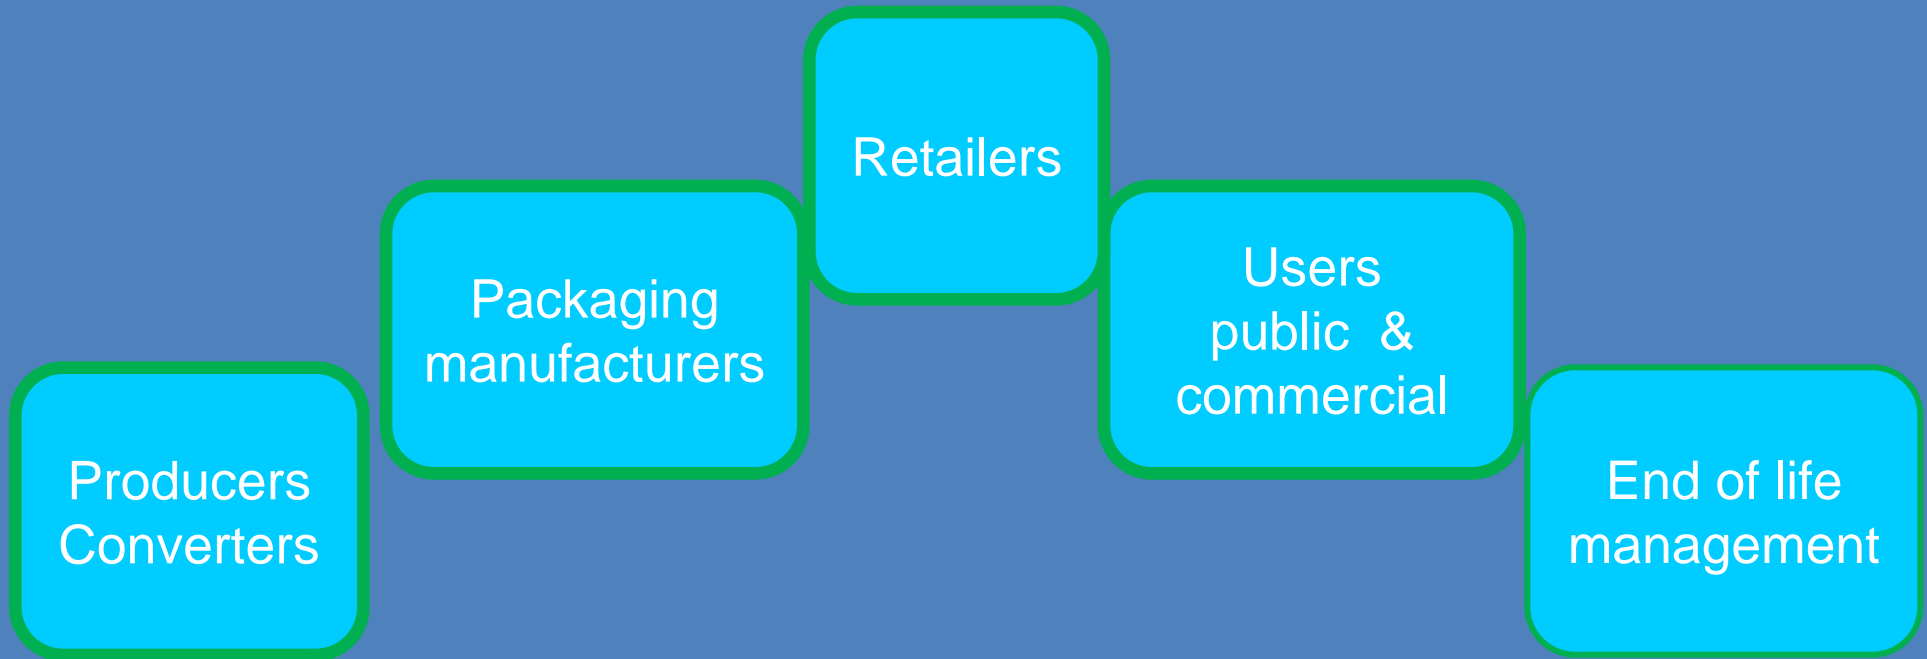 Producers
Converters
Packaging
manufacturers
Retailers
Users
public & 
commercial
End of life
management